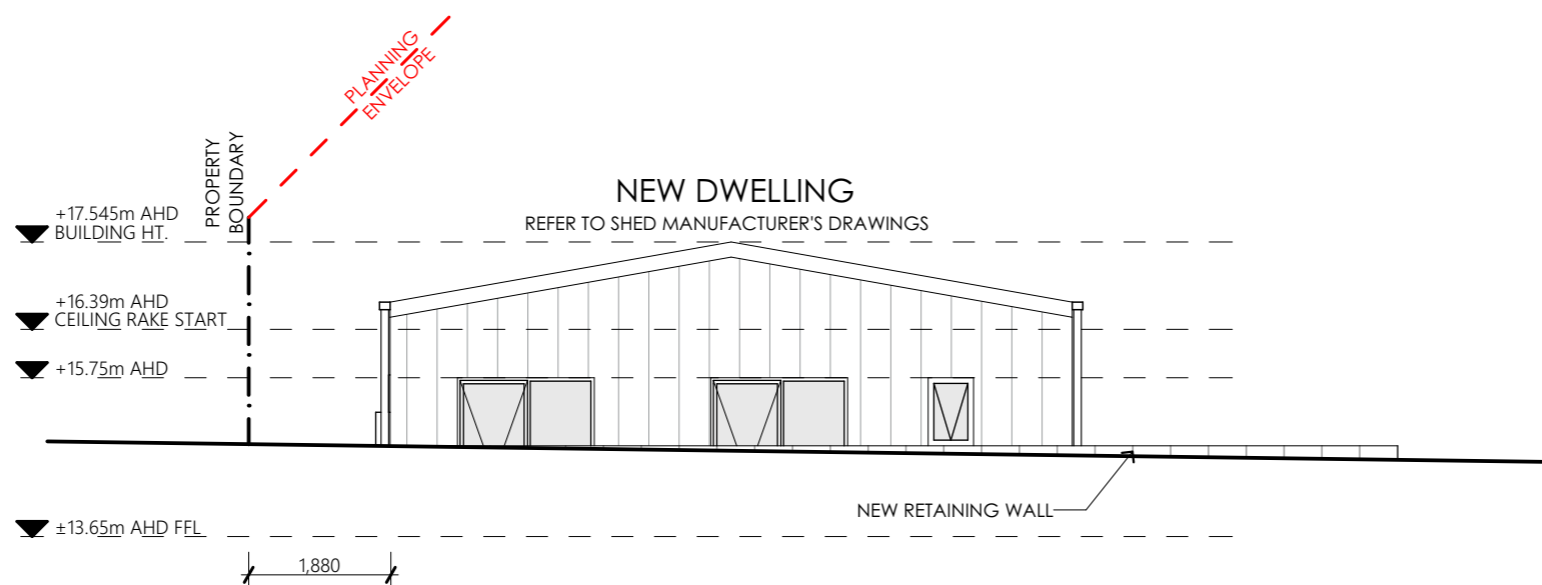 PLANNING
ENVELOPE
PROPERTY
BOUNDARY
NEW DWELLING
REFER TO SHED MANUFACTURER'S DRAWINGS
+17.545m AHD
BUILDING HT.
+16.39m AHD
CEILING RAKE START
+15.75m AHD
NEW RETAINING WALL
±13.65m AHD FFL
1,880